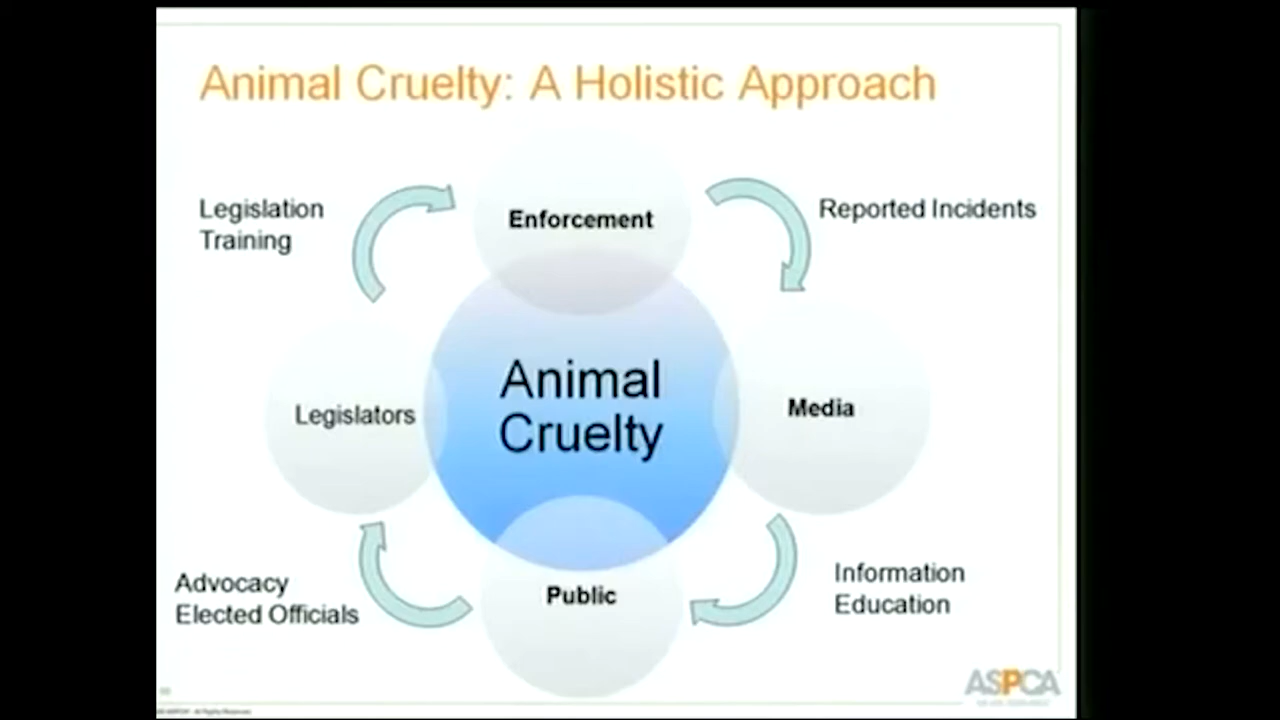 Animal Cruelty: A Holistic Approach
Legislation
Training
Enforcement
Reported Incidents
Animal
Cruelty
Legislators
Media
Advocacy
Elected Officials
Public
Information
Education
ASPCA